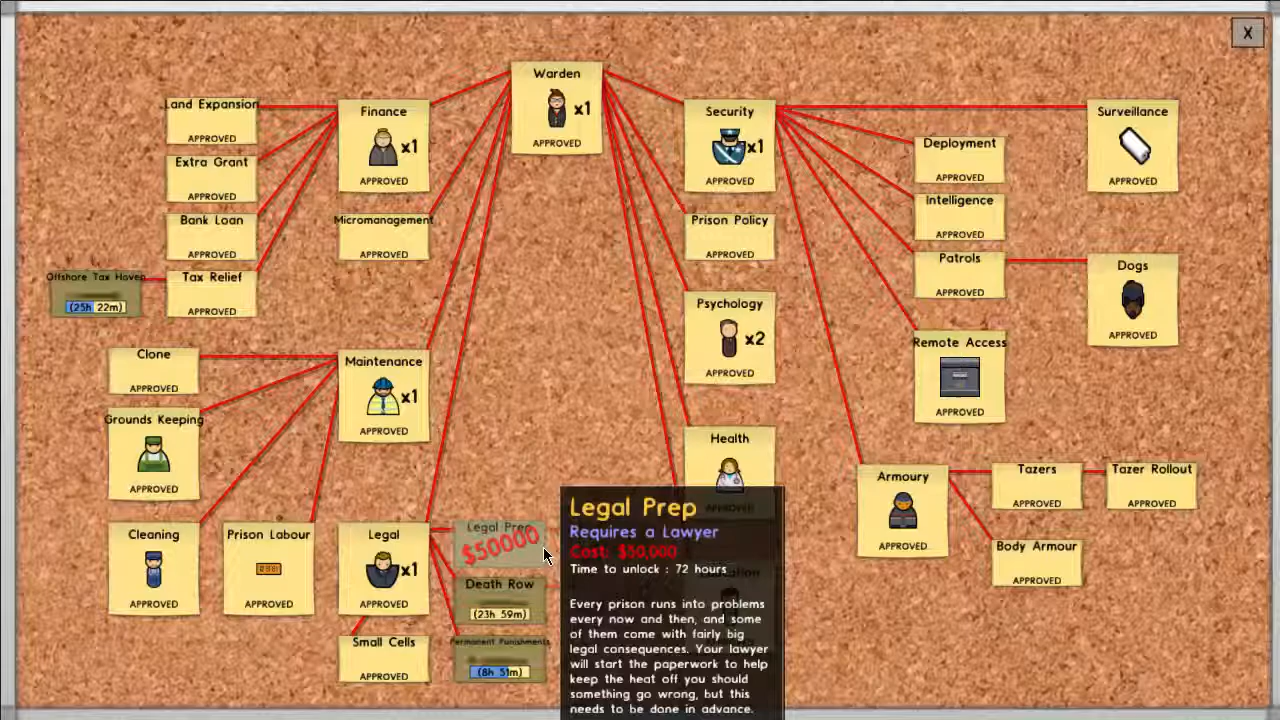 X
Warden
x1
APPROVED
Land Expansion
APPROVED
Finance
x1
APPROVED
Security
x1
APPROVED
Surveillance
APPROVED
Extra Grant
APPROVED
Deployment
APPROVED
Bank Loan
APPROVED
Micromanagement
APPROVED
Prison Policy
APPROVED
Intelligence
APPROVED
Offshore Tax Haven
(25h 22m)
Tax Relief
APPROVED
Patrols
APPROVED
Dogs
APPROVED
Psychology
x2
APPROVED
Remote Access
APPROVED
Clone
APPROVED
Maintenance
x1
APPROVED
Grounds Keeping
APPROVED
Health
Armoury
APPROVED
Tazers
APPROVED
Tazer Rollout
APPROVED
Body Armour
APPROVED
Cleaning
APPROVED
Prison Labour
APPROVED
Legal
x1
APPROVED
Legal Prep
$50000
Death Row
(23h 59m)
Small Cells
APPROVED
Permanent Punishments
(8h 51m)
Legal Prep
Requires a Lawyer
Cost: $50,000
Time to unlock : 72 hours
Every prison runs into problems
every now and then, and some
of them come with fairly big
legal consequences. Your lawyer
will start the paperwork to help
keep the heat off you should
something go wrong, but this
needs to be done in advance.